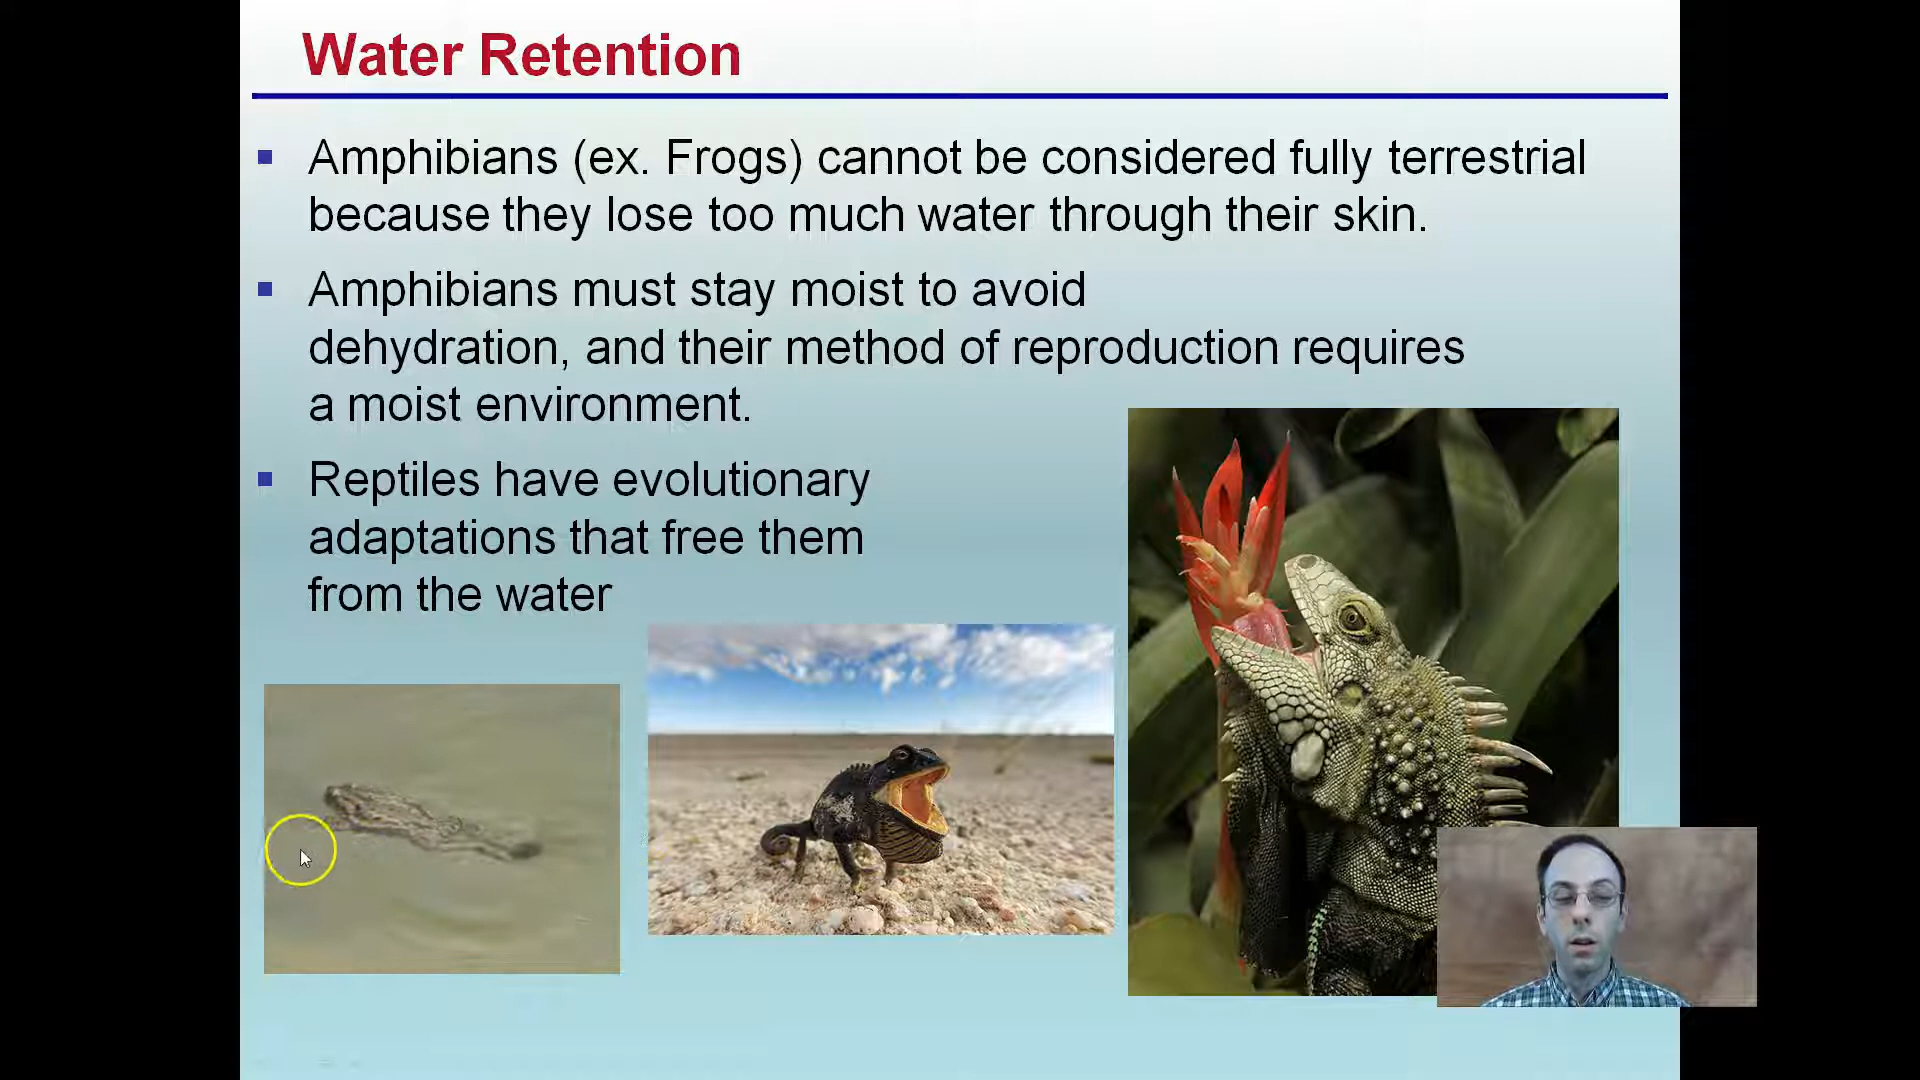 Water Retention
Amphibians (ex. Frogs) cannot be considered fully terrestrial
because they lose too much water through their skin.
Amphibians must stay moist to avoid
dehydration, and their method of reproduction requires
a moist environment.
Reptiles have evolutionary
adaptations that free them
from the water